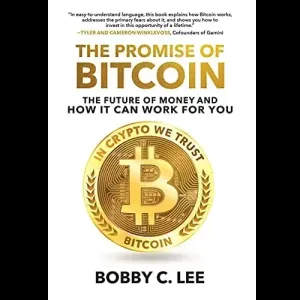 "In easy-to-understand language, this book explains how Bitcoin works,
addresses the primary fears about it, and shows you how to
invest in this opportunity of a lifetime."
—TYLER AND CAMERON WINKLEVOSS, Cofounders of Gemini
THE PROMISE OF
BITCOIN
THE FUTURE OF MONEY AND
HOW IT CAN WORK FOR YOU
IN CRYPTO WE TRUST
B
BITCOIN
BOBBY C. LEE